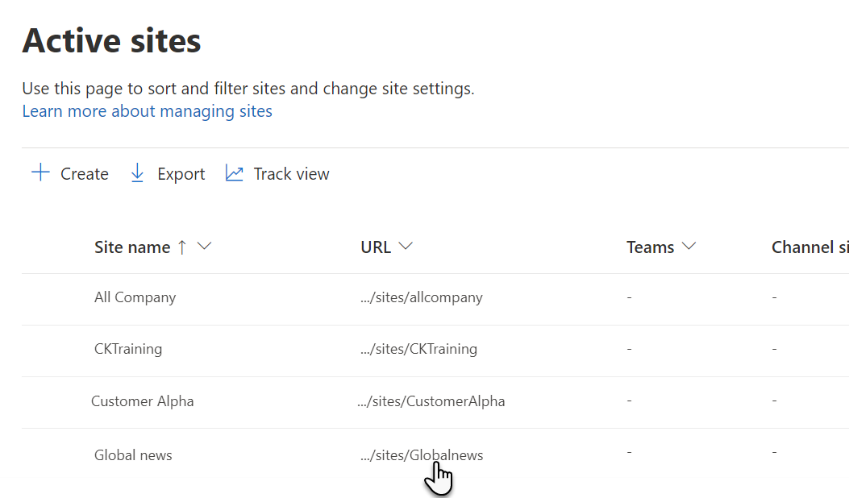 Active sites
Use this page to sort and filter sites and change site settings.
Learn more about managing sites
Create Export Track view
Site name ↑ URL Teams Channel si
All Company .../sites/allcompany - -
CKTraining .../sites/CKTraining - -
Customer Alpha .../sites/CustomerAlpha - -
Global news .../sites/Globalnews - -